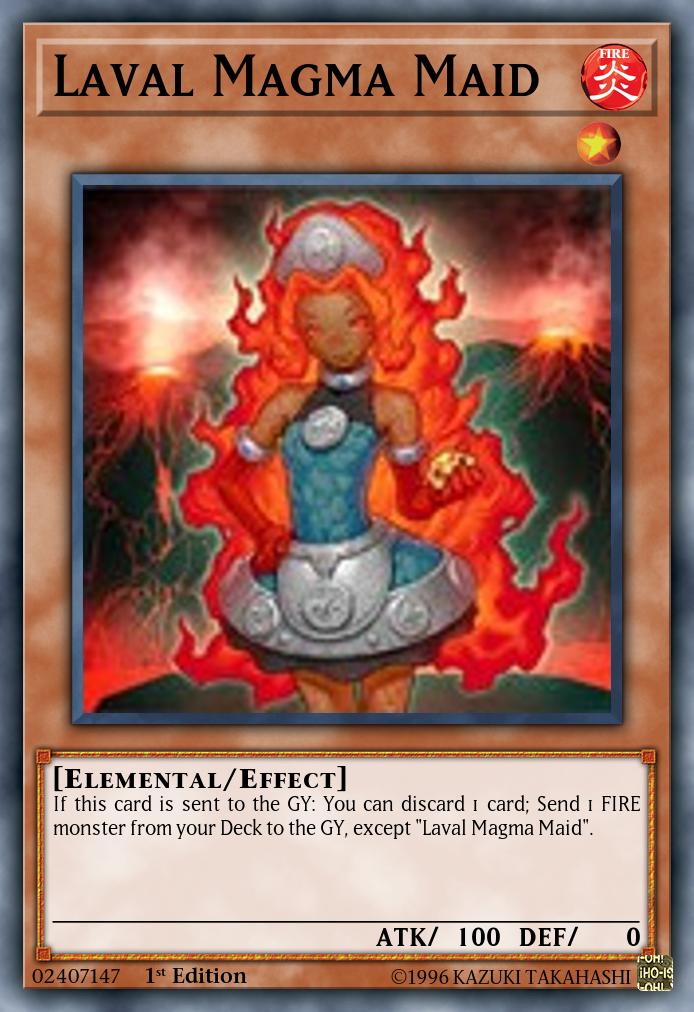 Laval Magma Maid
FIRE
炎
[Elemental/Effect]
If this card is sent to the GY: You can discard 1 card; Send 1 FIRE
monster from your Deck to the GY, except "Laval Magma Maid".
ATK/ 100 DEF/ 0
02407147 1st Edition ©1996 KAZUKI TAKAHASHI